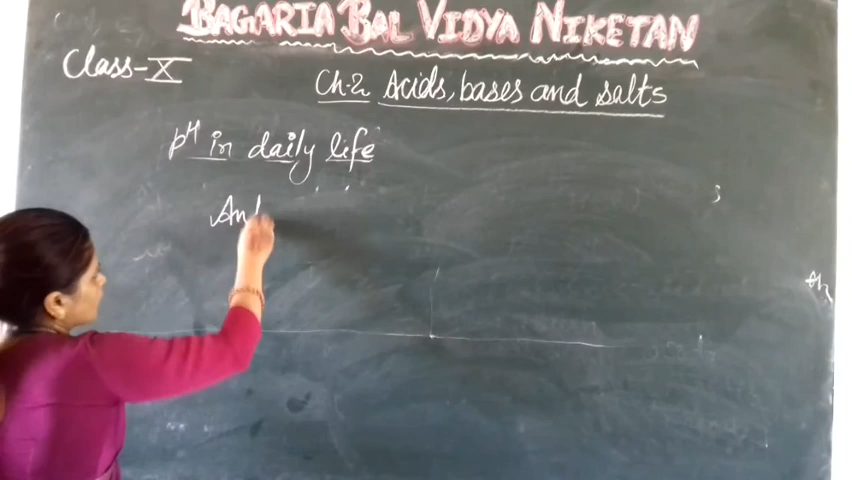 BAGARIA BAL VIDYA NIKETAN
Class-X
Ch-2 Acids, bases and salts
pH in daily life